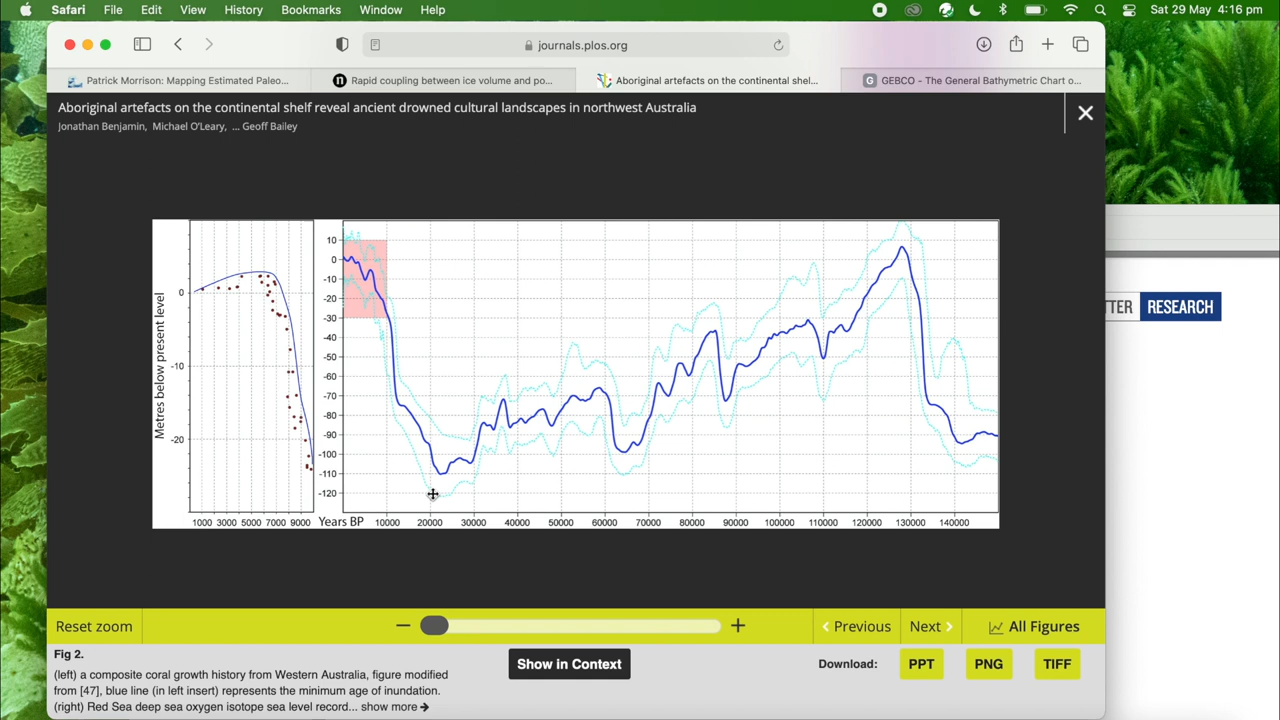 Safari File Edit View History Bookmarks Window Help Sat 29 May 4:16 pm
journals.plos.org
Patrick Morrison: Mapping Estimated Paleo... Rapid coupling between ice volume and po... Aboriginal artefacts on the continental shel... GEBCO - The General Bathymetric Chart o...
Aboriginal artefacts on the continental shelf reveal ancient drowned cultural landscapes in northwest Australia
Jonathan Benjamin, Michael O'Leary, ... Geoff Bailey
TTER RESEARCH
Metres below present level
0
-10
-20
1000 3000 5000 7000 9000
10
0
-10
-20
-30
-40
-50
-60
-70
-80
-90
-100
-110
-120
Years BP 10000 20000 30000 40000 50000 60000 70000 80000 90000 100000 110000 120000 130000 140000
Reset zoom Previous Next All Figures
Fig 2.
(left) a composite coral growth history from Western Australia, figure modified
from [47], blue line (in left insert) represents the minimum age of inundation.
(right) Red Sea deep sea oxygen isotope sea level record... show more
Show in Context
Download: PPT PNG TIFF